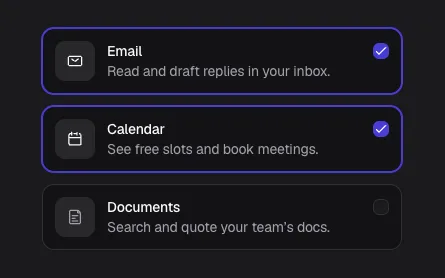 Email
Read and draft replies in your inbox.
Calendar
See free slots and book meetings.
Documents
Search and quote your team's docs.